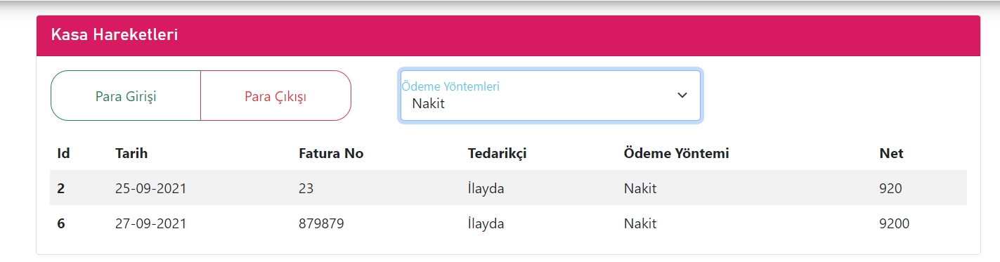 Kasa Hareketleri
Para Girişi Para Çıkışı
Ödeme Yöntemleri
Nakit
Id Tarih Fatura No Tedarikçi Ödeme Yöntemi Net
2 25-09-2021 23 İlayda Nakit 920
6 27-09-2021 879879 İlayda Nakit 9200